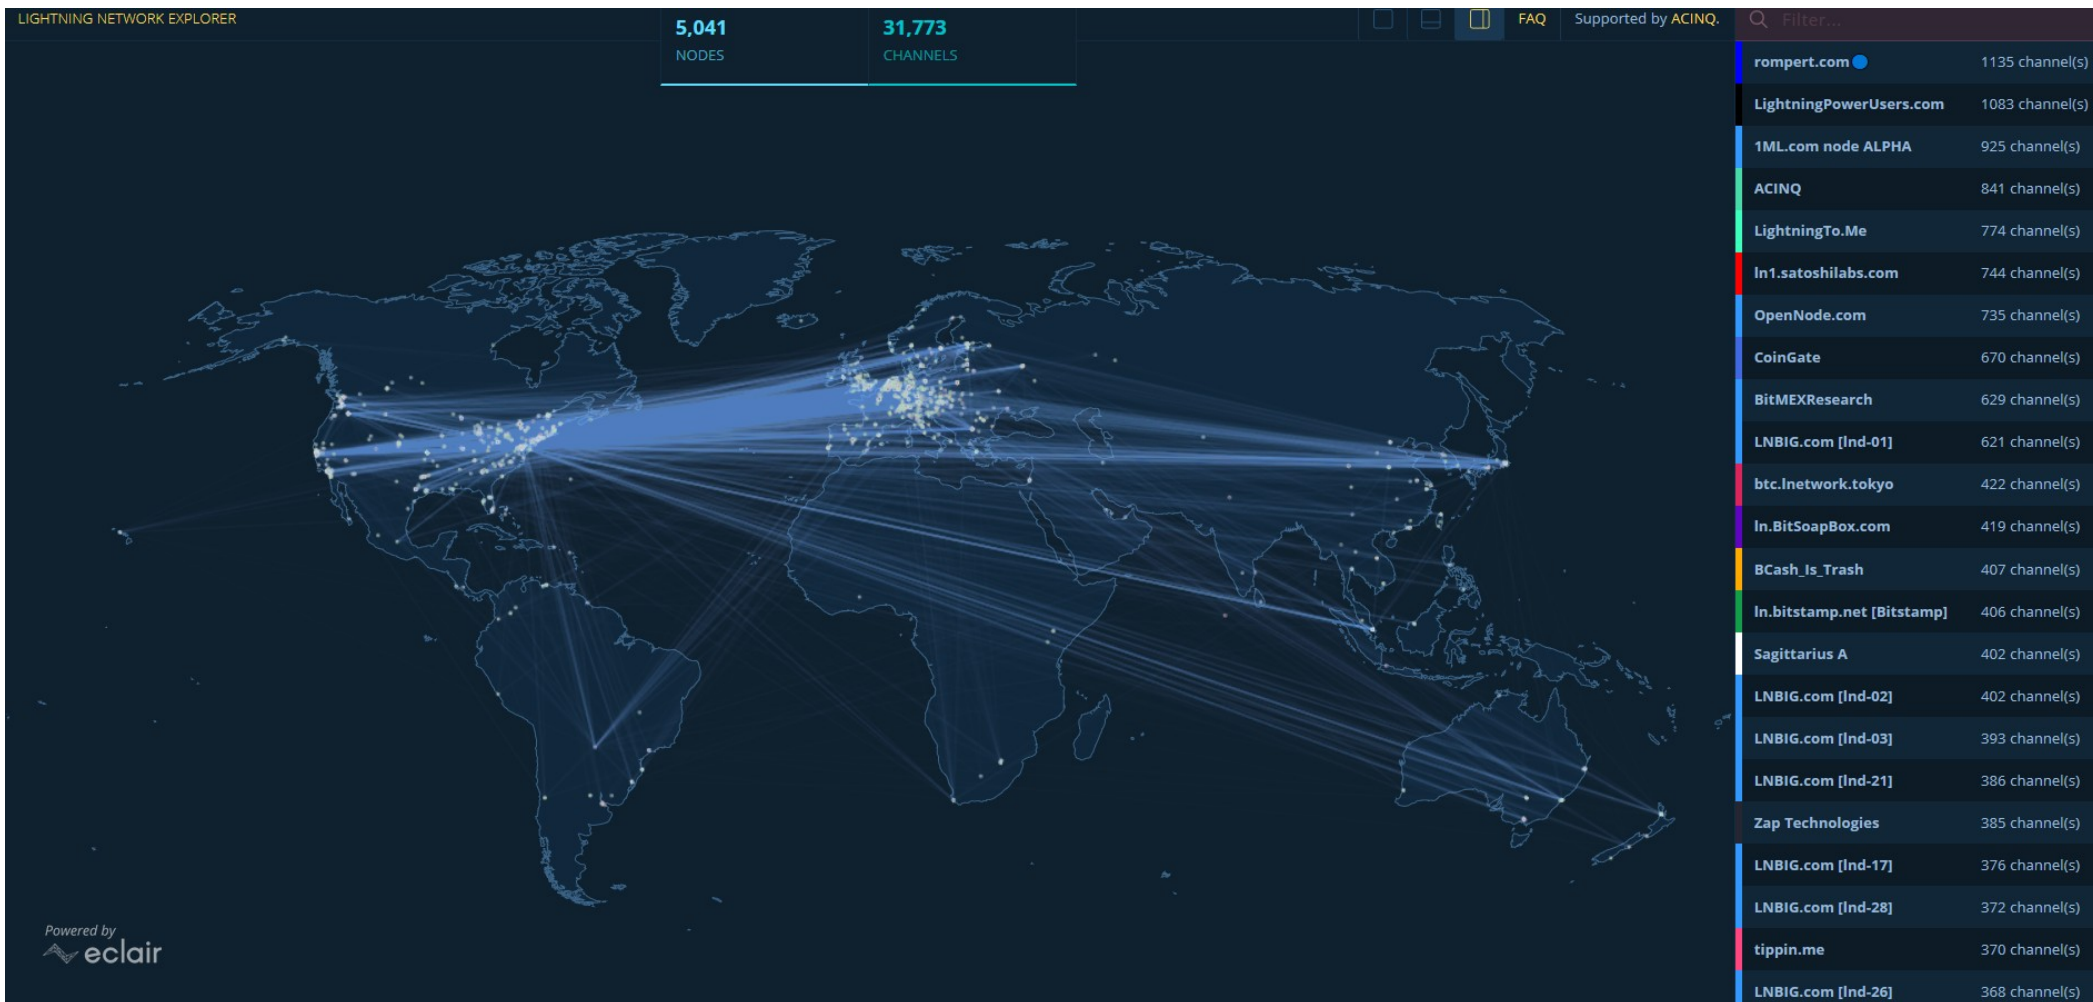 LIGHTNING NETWORK EXPLORER
5,041
NODES
31,773
CHANNELS
FAQ
Supported by ACINQ.
Filter...
rompert.com 1135 channel(s)
LightningPowerUsers.com 1083 channel(s)
1ML.com node ALPHA 925 channel(s)
ACINQ 841 channel(s)
LightningTo.Me 774 channel(s)
ln1.satoshilabs.com 744 channel(s)
OpenNode.com 735 channel(s)
CoinGate 670 channel(s)
BitMEXResearch 629 channel(s)
LNBIG.com [lnd-01] 621 channel(s)
btc.lnetwork.tokyo 422 channel(s)
ln.BitSoapBox.com 419 channel(s)
BCash_Is_Trash 407 channel(s)
ln.bitstamp.net [Bitstamp] 406 channel(s)
Sagittarius A 402 channel(s)
LNBIG.com [lnd-02] 402 channel(s)
LNBIG.com [lnd-03] 393 channel(s)
LNBIG.com [lnd-21] 386 channel(s)
Zap Technologies 385 channel(s)
LNBIG.com [lnd-17] 376 channel(s)
LNBIG.com [lnd-28] 372 channel(s)
tippin.me 370 channel(s)
LNBIG.com [lnd-26] 368 channel(s)
Powered by
eclair